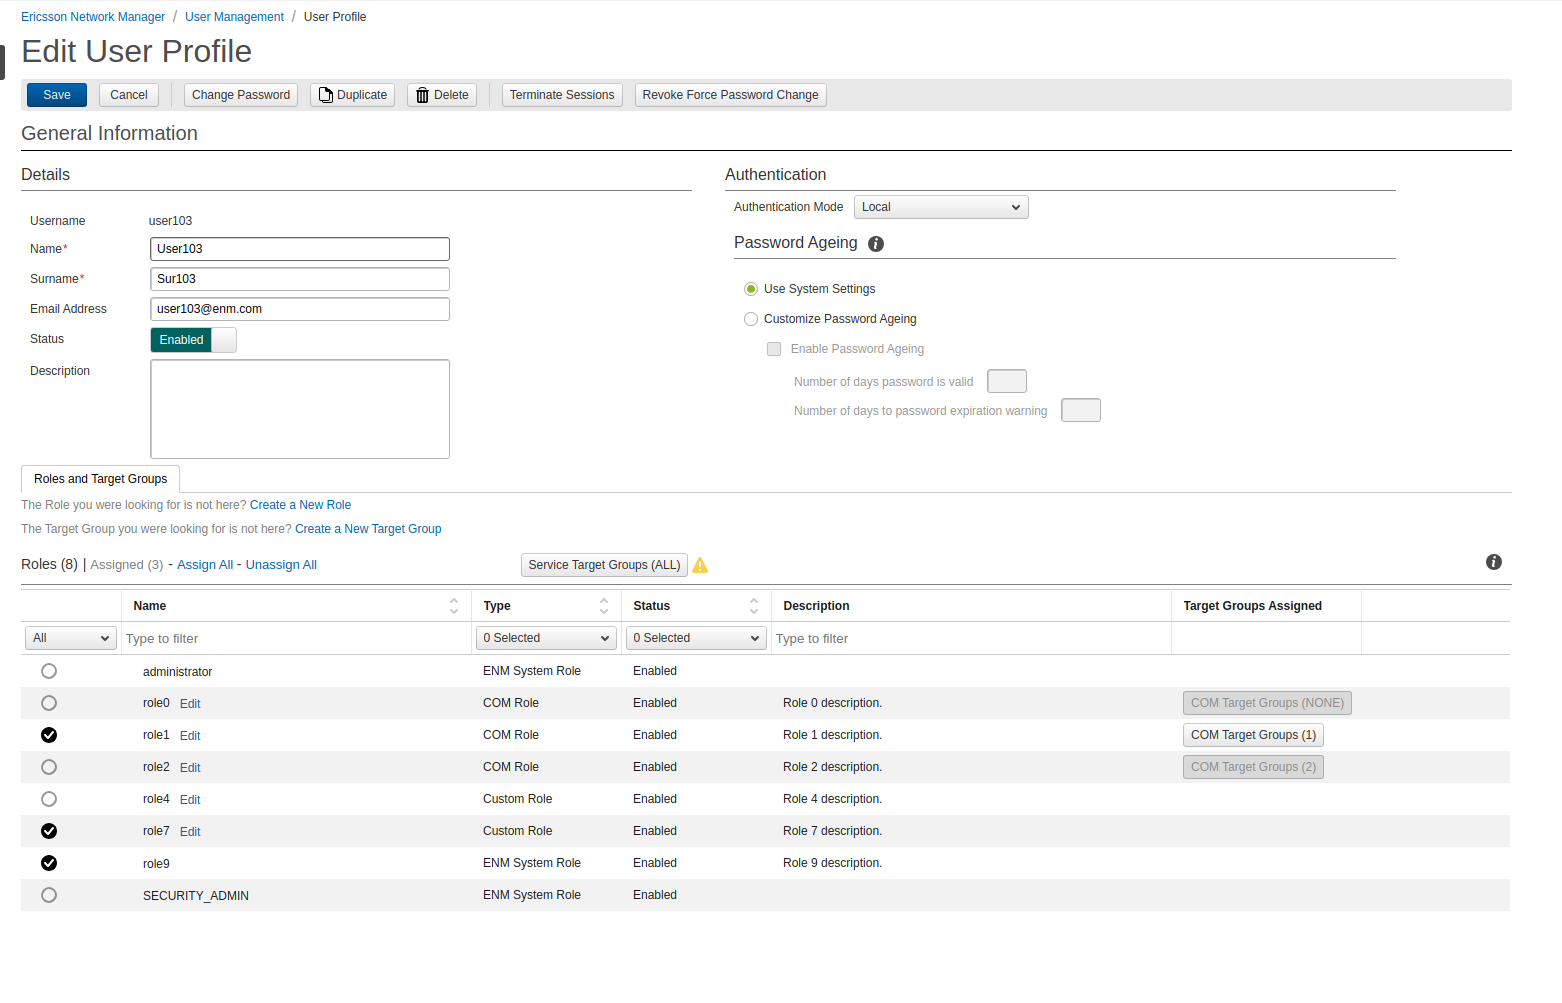 Ericsson Network Manager / User Management / User Profile
Edit User Profile
Save Cancel Change Password Duplicate Delete Terminate Sessions Revoke Force Password Change
General Information
Details
Username user103
Name* User103
Surname* Sur103
Email Address user103@enm.com
Status Enabled
Description
Authentication
Authentication Mode Local
Password Ageing
Use System Settings
Customize Password Ageing
Enable Password Ageing
Number of days password is valid
Number of days to password expiration warning
Roles and Target Groups
The Role you were looking for is not here? Create a New Role
The Target Group you were looking for is not here? Create a New Target Group
Roles (8) | Assigned (3) - Assign All - Unassign All Service Target Groups (ALL)
Name Type Status Description Target Groups Assigned
All Type to filter 0 Selected 0 Selected Type to filter
administrator ENM System Role Enabled
role0 Edit COM Role Enabled Role 0 description. COM Target Groups (NONE)
role1 Edit COM Role Enabled Role 1 description. COM Target Groups (1)
role2 Edit COM Role Enabled Role 2 description. COM Target Groups (2)
role4 Edit Custom Role Enabled Role 4 description.
role7 Edit Custom Role Enabled Role 7 description.
role9 ENM System Role Enabled Role 9 description.
SECURITY_ADMIN ENM System Role Enabled